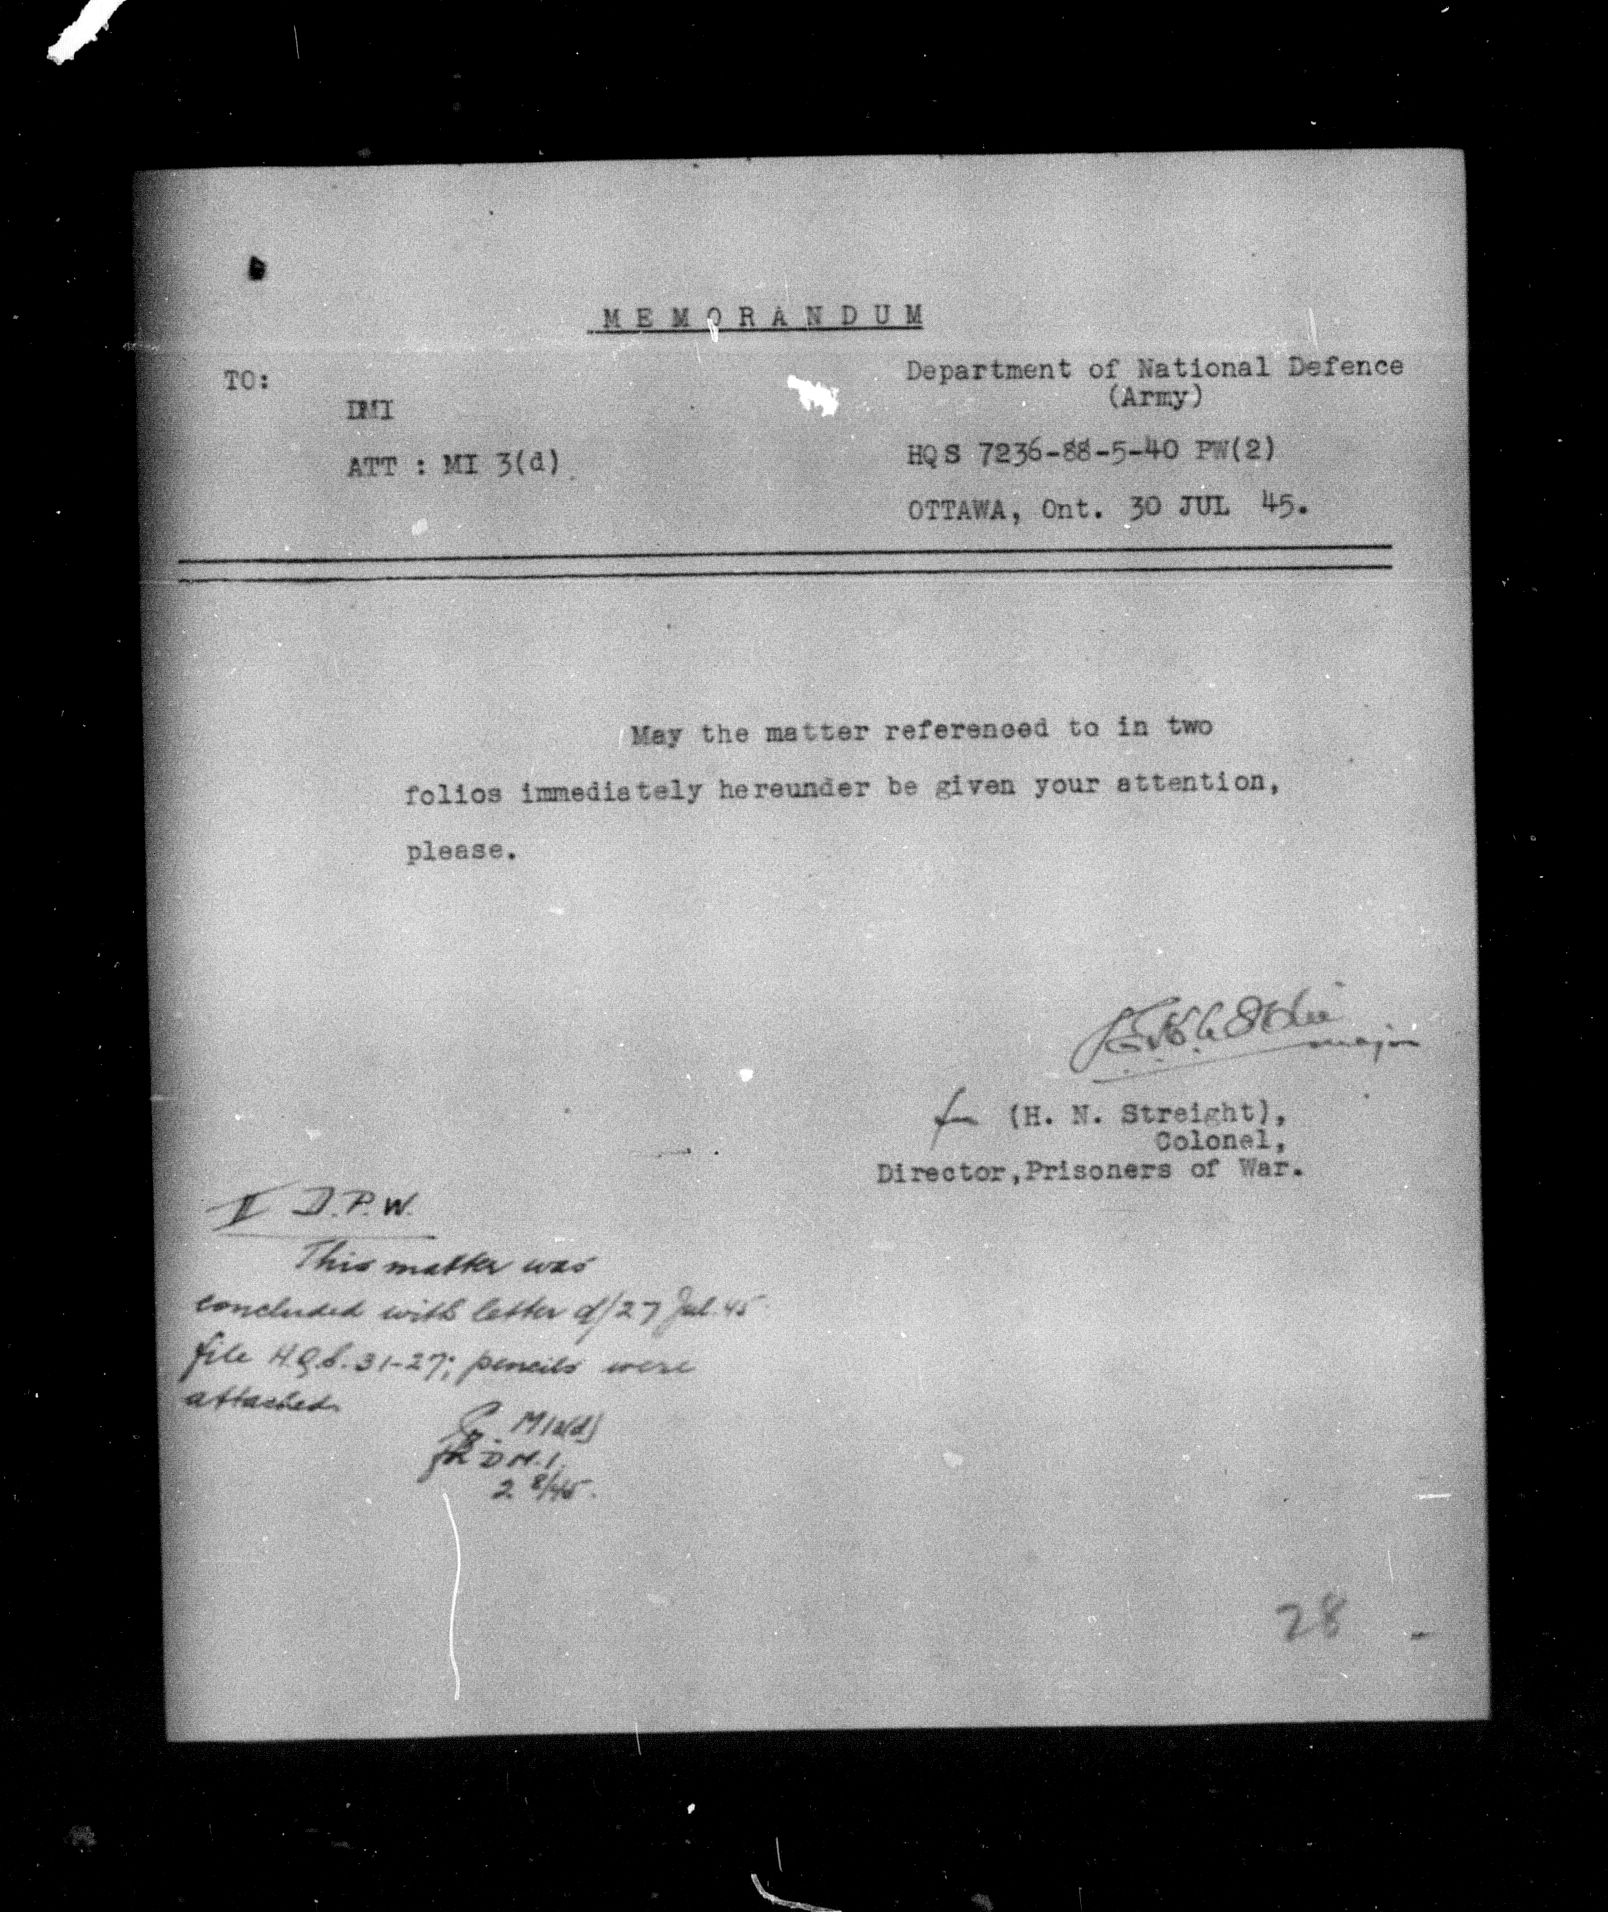 MEMORANDUM
TO:
DMI
ATT : MI 3(d)
Department of National Defence
(Army)
HQS 7236-88-5-40 PW(2)
OTTAWA, Ont. 30 JUL 45.
May the matter referenced to in two
folios immediately hereunder be given your attention,
please.
Major
for (H. N. Streight),
Colonel,
Director,Prisoners of War.
II D.P.W.
This matter was
concluded with letter d/27 Jul. 45
file H.Q.S. 31-27; pencils were
attached.
for D.M.I.
2 8/45.
28